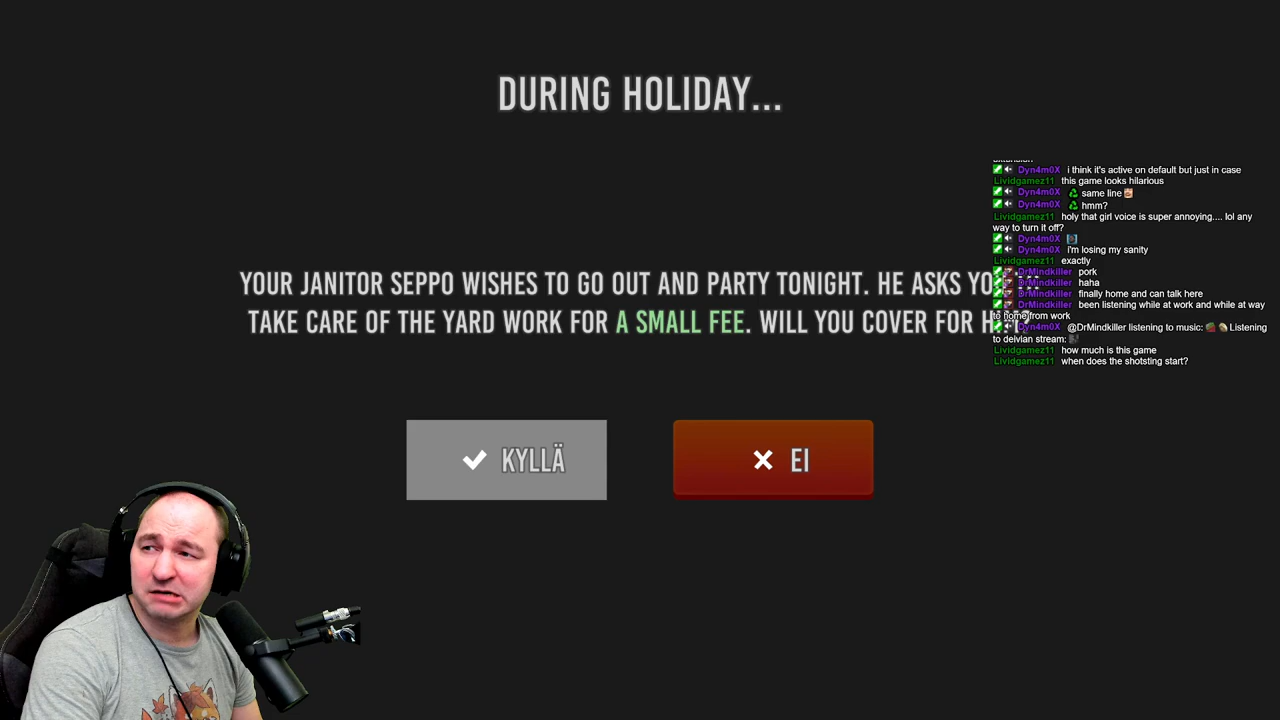 DURING HOLIDAY...
YOUR JANITOR SEPPO WISHES TO GO OUT AND PARTY TONIGHT. HE ASKS
TAKE CARE OF THE YARD WORK FOR A SMALL FEE. WILL YOU COVER FOR
KYLLÄ
EI
Dyn4m0X i think it's active on default but just in case
Lividgamez11 this game looks hilarious
Dyn4m0X same line
Dyn4m0X hmm?
Lividgamez11 holy that girl voice is super annoying.... lol any
way to turn it off?
Dyn4m0X
Dyn4m0X i'm losing my sanity
Lividgamez11 exactly
DrMindkiller pork
DrMindkiller haha
DrMindkiller finally home and can talk here
DrMindkiller been listening while at work and while at way
to home from work
Dyn4m0X @DrMindkiller listening to music: Listening
to deivian stream:
Lividgamez11 how much is this game
Lividgamez11 when does the shotsting start?